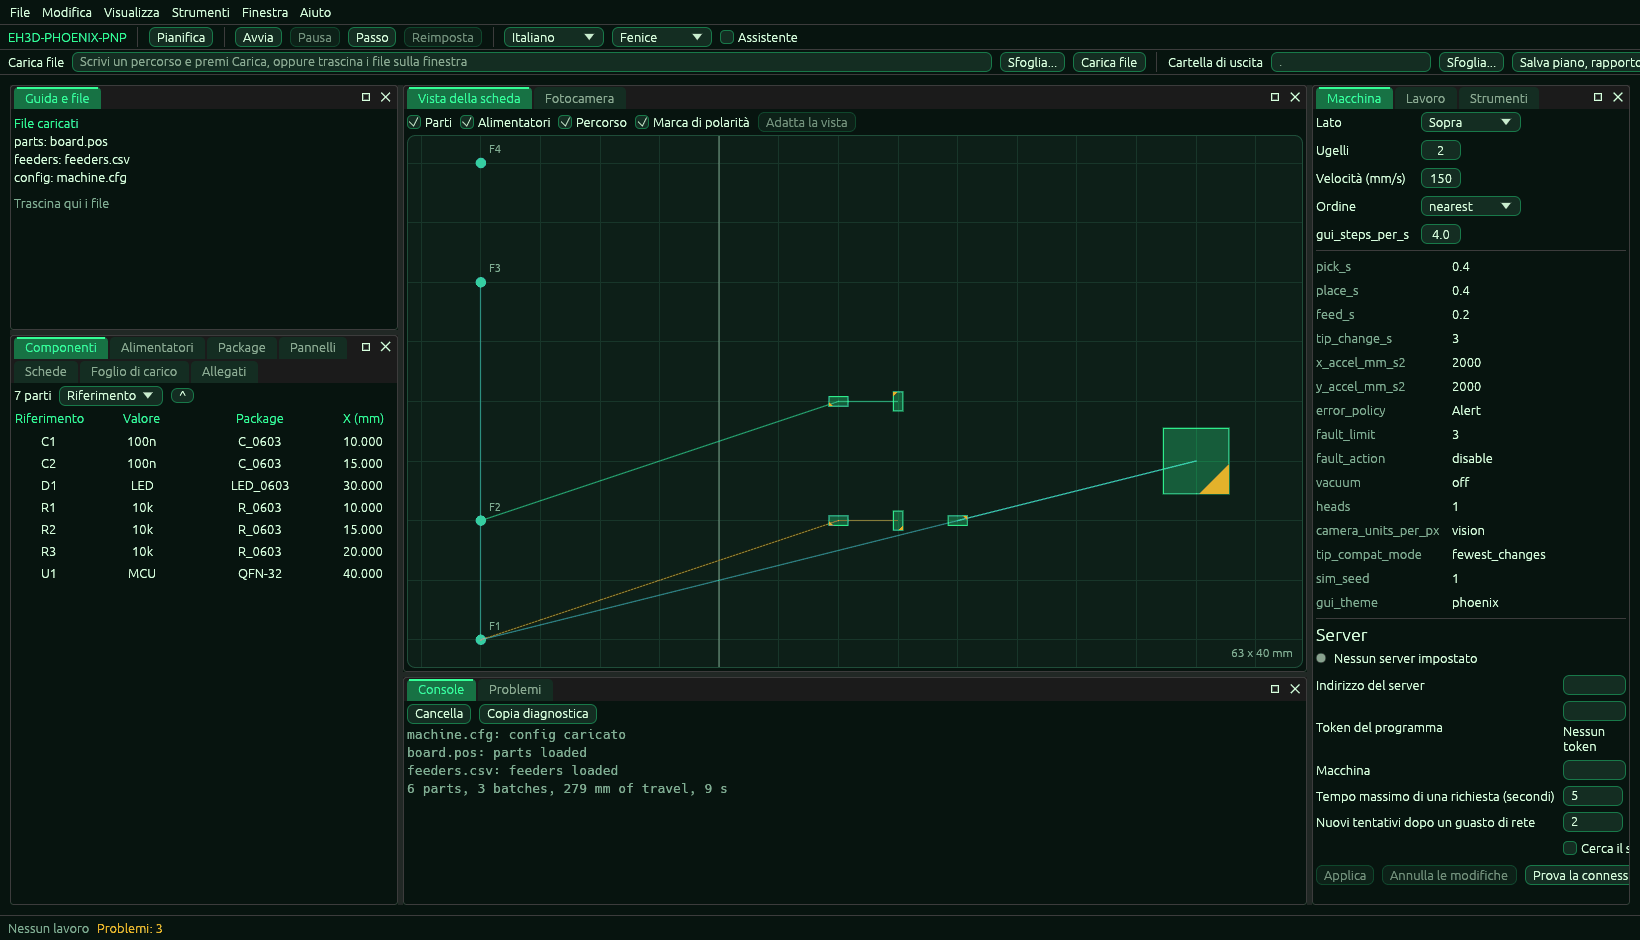 File Modifica Visualizza Strumenti Finestra Aiuto
EH3D-PHOENIX-PNP Pianifica Avvia Pausa Passo Reimposta Italiano Fenice Assistente
Carica file Scrivi un percorso e premi Carica, oppure trascina i file sulla finestra Sfoglia... Carica file Cartella di uscita . Sfoglia... Salva piano, rapporto
Guida e file
File caricati
parts: board.pos
feeders: feeders.csv
config: machine.cfg
Trascina qui i file
Componenti Alimentatori Package Pannelli
Schede Foglio di carico Allegati
7 parti Riferimento ^
Riferimento Valore Package X (mm)
C1 100n C_0603 10.000
C2 100n C_0603 15.000
D1 LED LED_0603 30.000
R1 10k R_0603 10.000
R2 10k R_0603 15.000
R3 10k R_0603 20.000
U1 MCU QFN-32 40.000
Vista della scheda Fotocamera
Parti Alimentatori Percorso Marca di polarità Adatta la vista
F4
F3
F2
F1
63 x 40 mm
Console Problemi
Cancella Copia diagnostica
machine.cfg: config caricato
board.pos: parts loaded
feeders.csv: feeders loaded
6 parts, 3 batches, 279 mm of travel, 9 s
Macchina Lavoro Strumenti
Lato Sopra
Ugelli 2
Velocità (mm/s) 150
Ordine nearest
gui_steps_per_s 4.0
pick_s 0.4
place_s 0.4
feed_s 0.2
tip_change_s 3
x_accel_mm_s2 2000
y_accel_mm_s2 2000
error_policy Alert
fault_limit 3
fault_action disable
vacuum off
heads 1
camera_units_per_px vision
tip_compat_mode fewest_changes
sim_seed 1
gui_theme phoenix
Server
Nessun server impostato
Indirizzo del server
Token del programma Nessun token
Macchina
Tempo massimo di una richiesta (secondi) 5
Nuovi tentativi dopo un guasto di rete 2
Cerca il s
Applica Annulla le modifiche Prova la conness
Nessun lavoro Problemi: 3